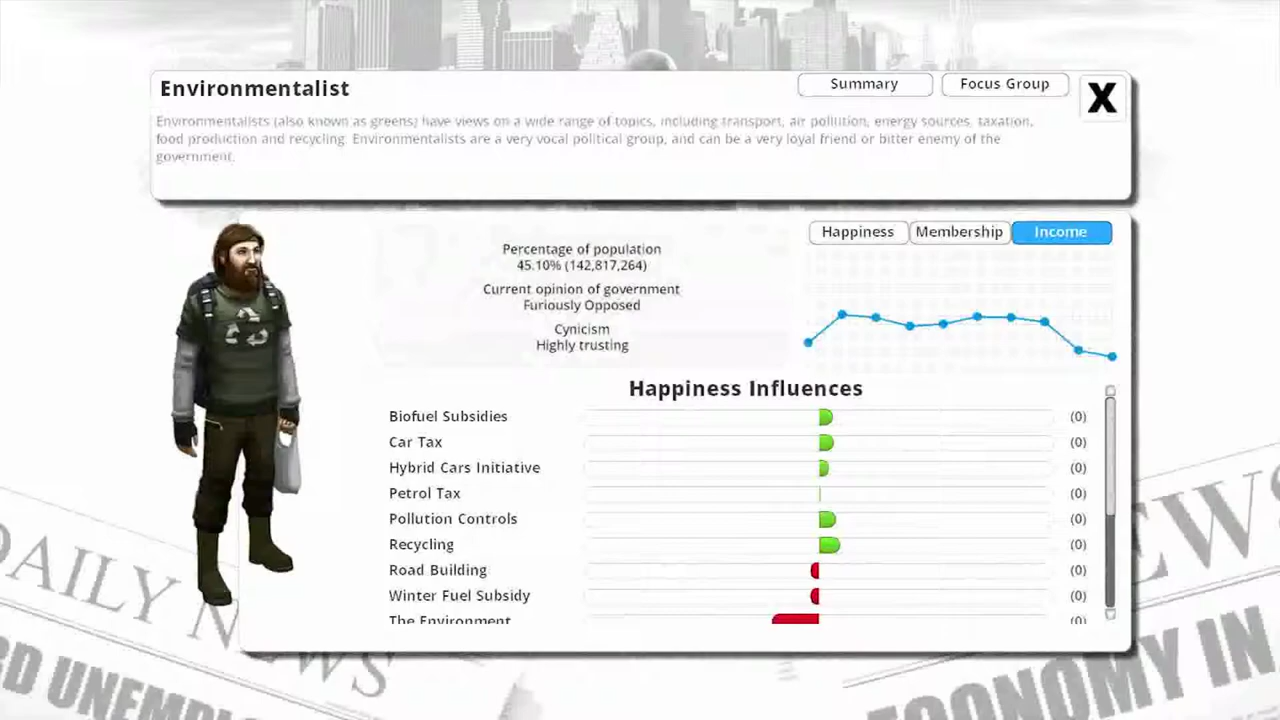 Environmentalist
Summary
Focus Group
X
Environmentalists (also known as greens) have views on a wide range of topics, including transport, air pollution, energy sources, taxation,
food production and recycling. Environmentalists are a very vocal political group, and can be a very loyal friend or bitter enemy of the
government.
Happiness
Membership
Income
Percentage of population
45.10% (142,817,264)
Current opinion of government
Furiously Opposed
Cynicism
Highly trusting
Happiness Influences
Biofuel Subsidies (0)
Car Tax (0)
Hybrid Cars Initiative (0)
Petrol Tax (0)
Pollution Controls (0)
Recycling (0)
Road Building (0)
Winter Fuel Subsidy (0)
The Environment (0)
DAILY NEWS
NEWS
ECONOMY IN